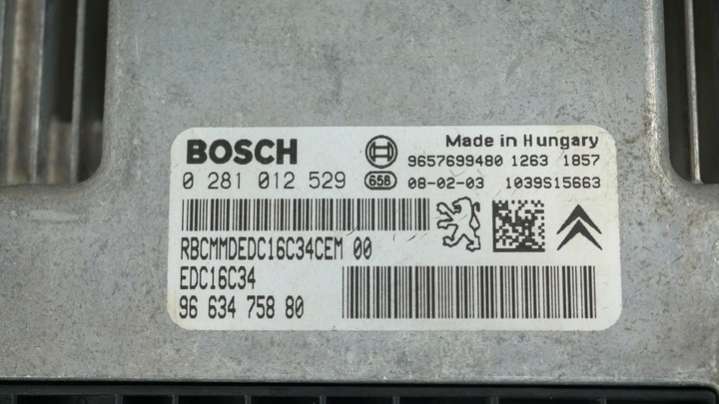 BOSCH
Made in Hungary
9657699480 1263 1857
0 281 012 529
658
08-02-03 1039S15663
RBCMMDEDC16C34CEM 00
EDC16C34
96 634 758 80